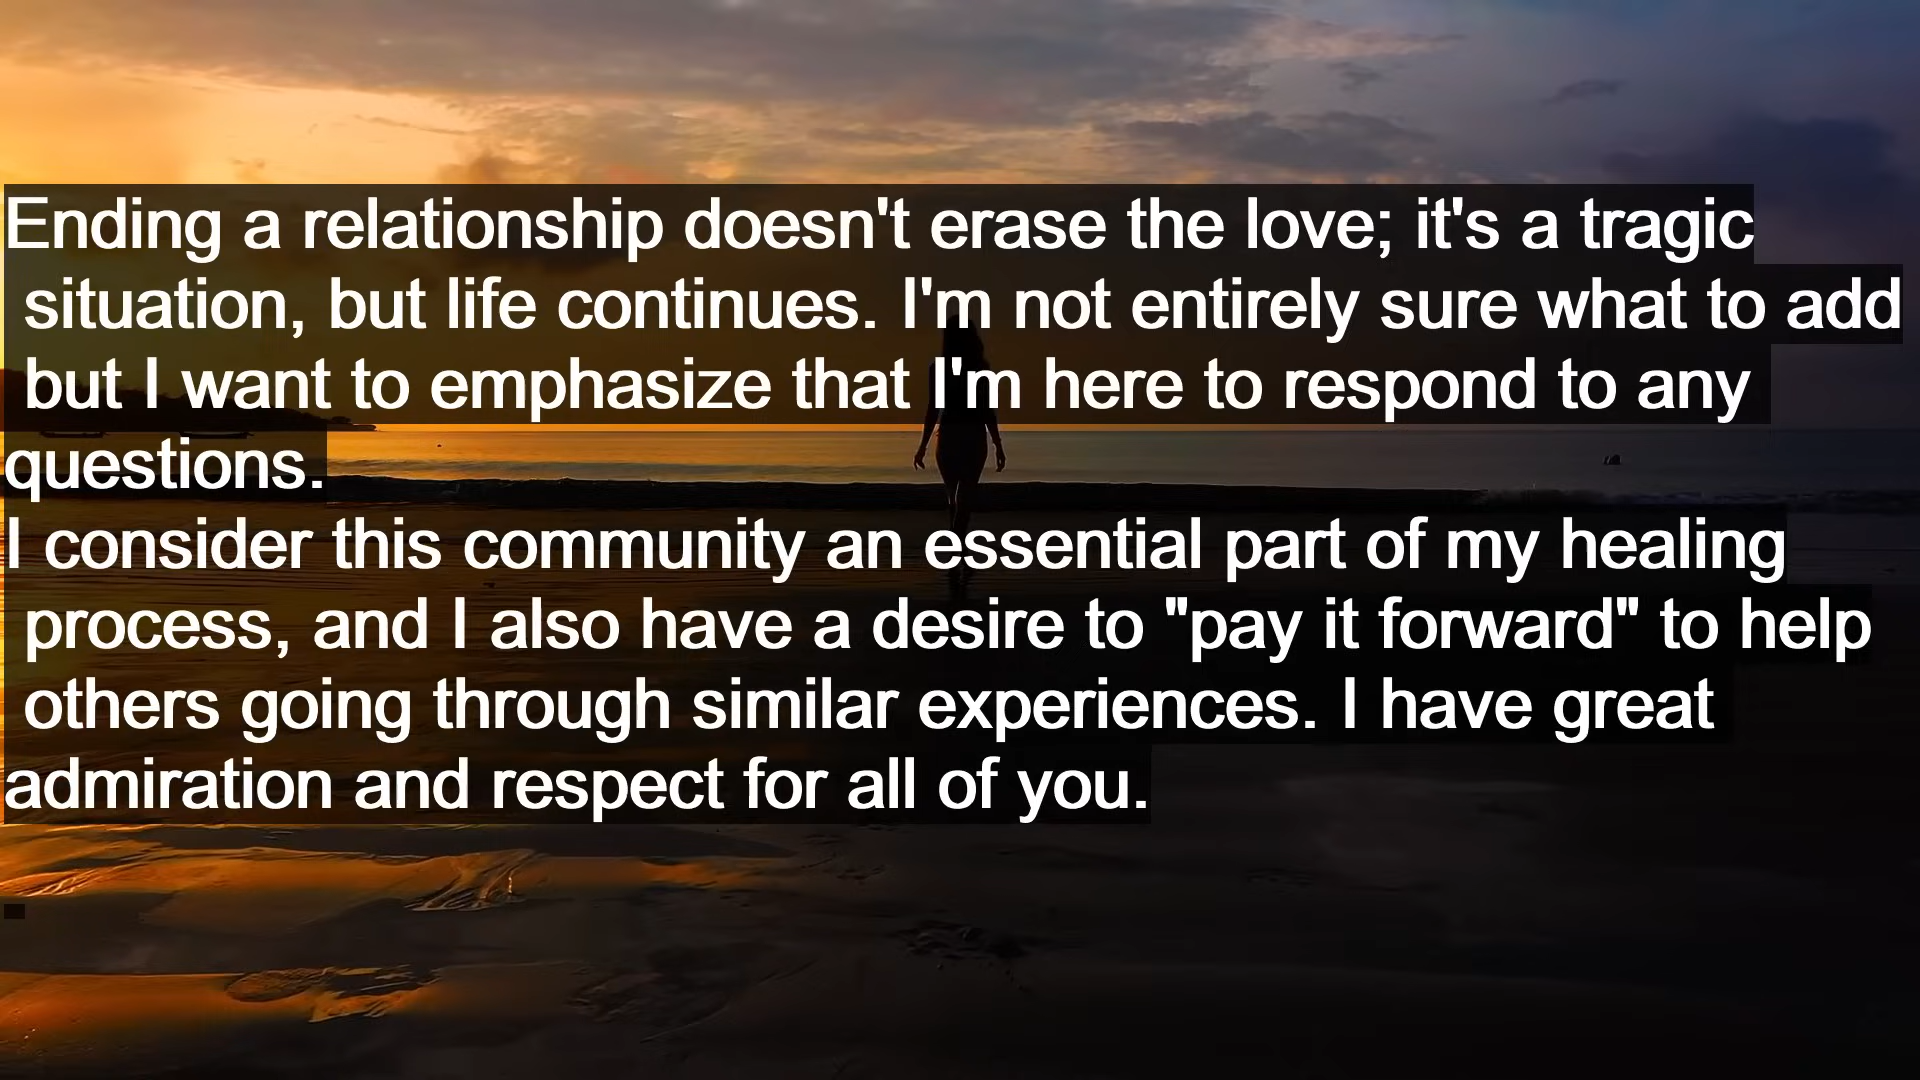 Ending a relationship doesn't erase the love; it's a tragic
situation, but life continues. I'm not entirely sure what to add
but I want to emphasize that I'm here to respond to any
questions.
I consider this community an essential part of my healing
process, and I also have a desire to "pay it forward" to help
others going through similar experiences. I have great
admiration and respect for all of you.